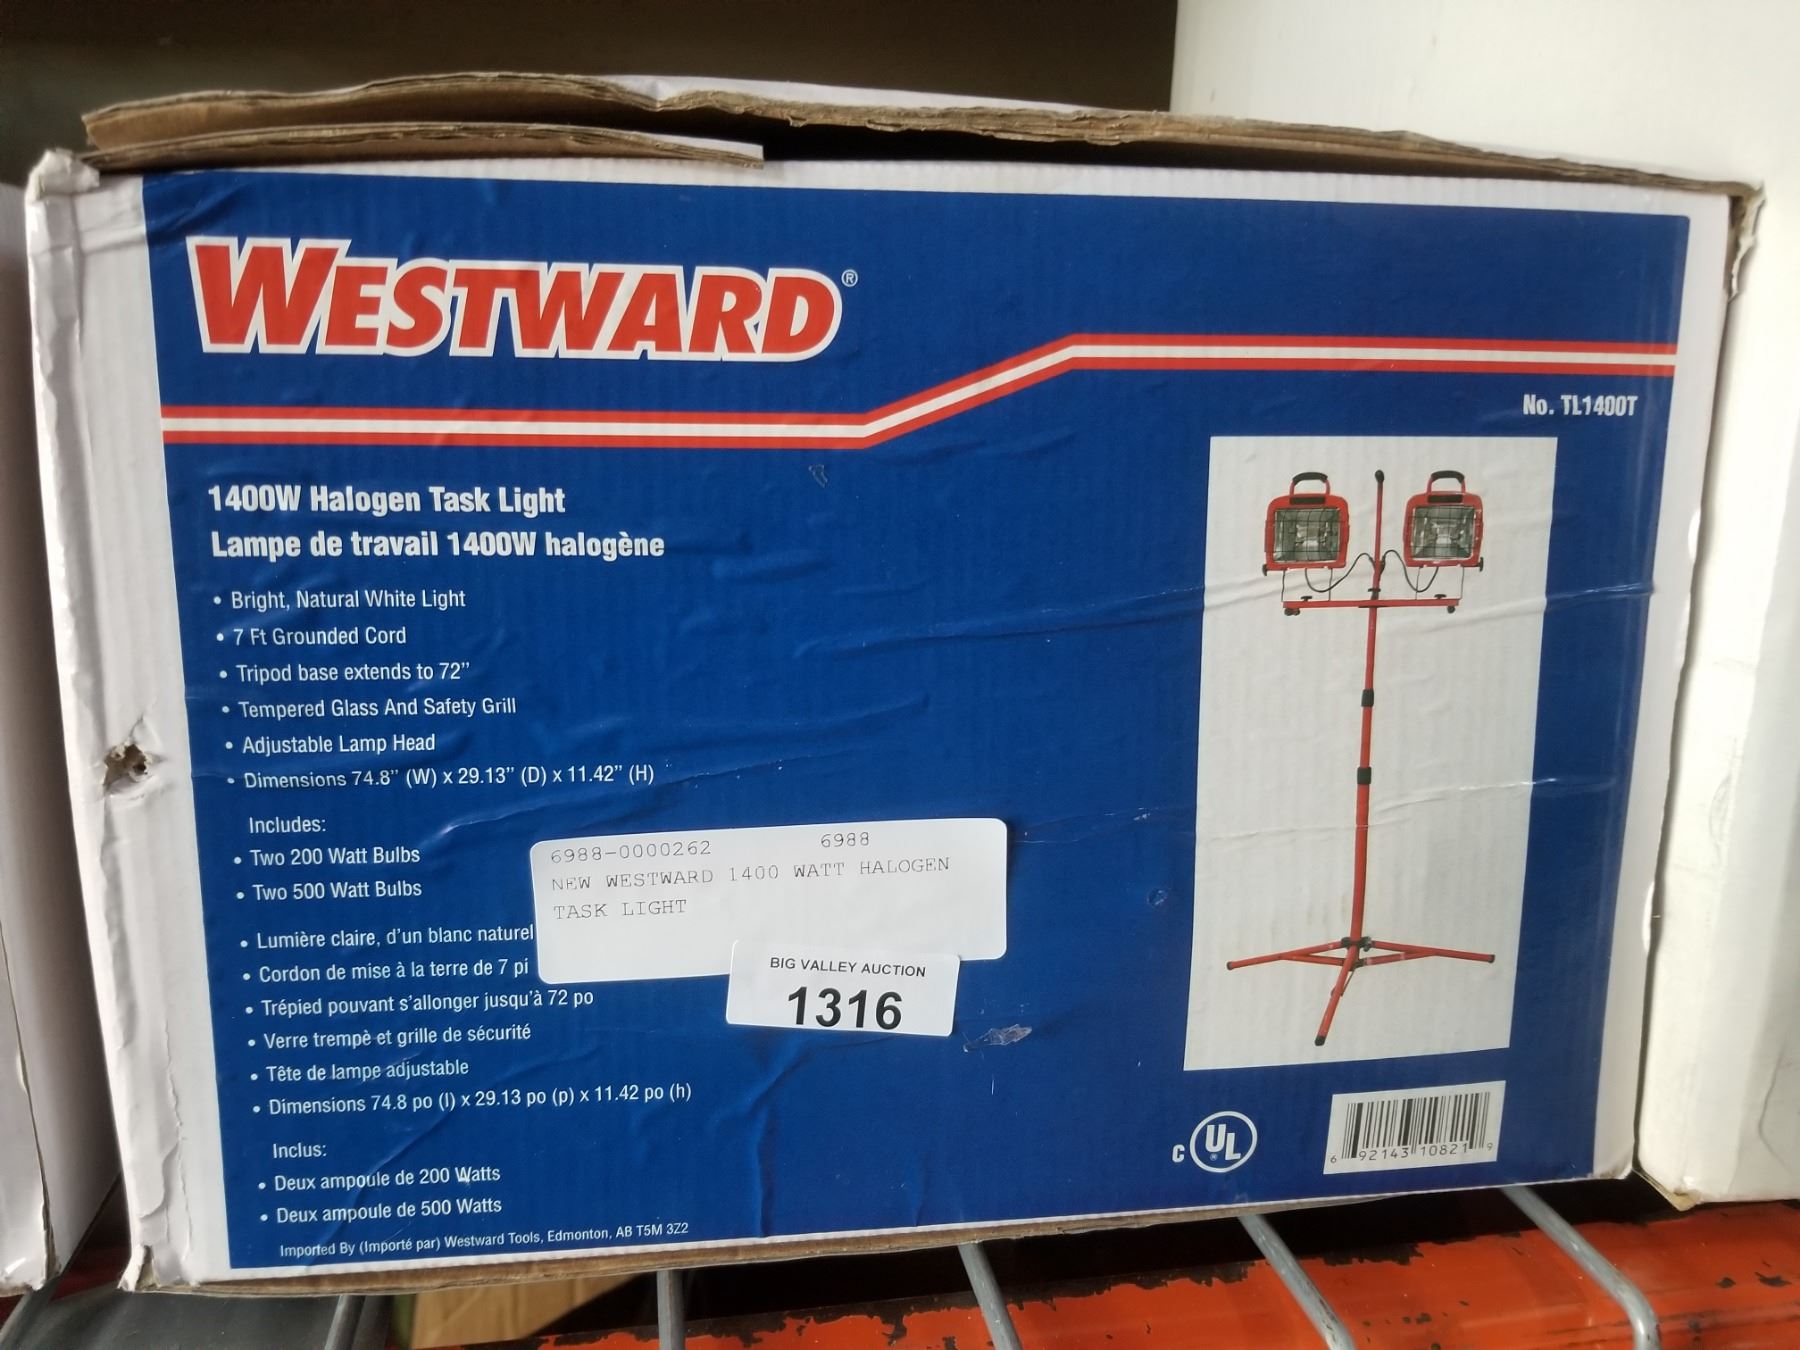 WESTWARD®
No. TL1400T
1400W Halogen Task Light
Lampe de travail 1400W halogène
• Bright, Natural White Light
• 7 Ft Grounded Cord
• Tripod base extends to 72"
• Tempered Glass And Safety Grill
• Adjustable Lamp Head
• Dimensions 74.8" (W) x 29.13" (D) x 11.42" (H)
Includes:
• Two 200 Watt Bulbs
• Two 500 Watt Bulbs
• Lumière claire, d'un blanc naturel
• Cordon de mise à la terre de 7 pi
• Trépied pouvant s'allonger jusqu'à 72 po
• Verre trempè et grille de sécurité
• Tête de lampe adjustable
• Dimensions 74.8 po (l) x 29.13 po (p) x 11.42 po (h)
Inclus:
• Deux ampoule de 200 Watts
• Deux ampoule de 500 Watts
Imported By (Importé par) Westward Tools, Edmonton, AB T5M 3Z2
6988-0000262 6988
NEW WESTWARD 1400 WATT HALOGEN
TASK LIGHT
BIG VALLEY AUCTION
1316
C UL ®
6 92143 10821 9